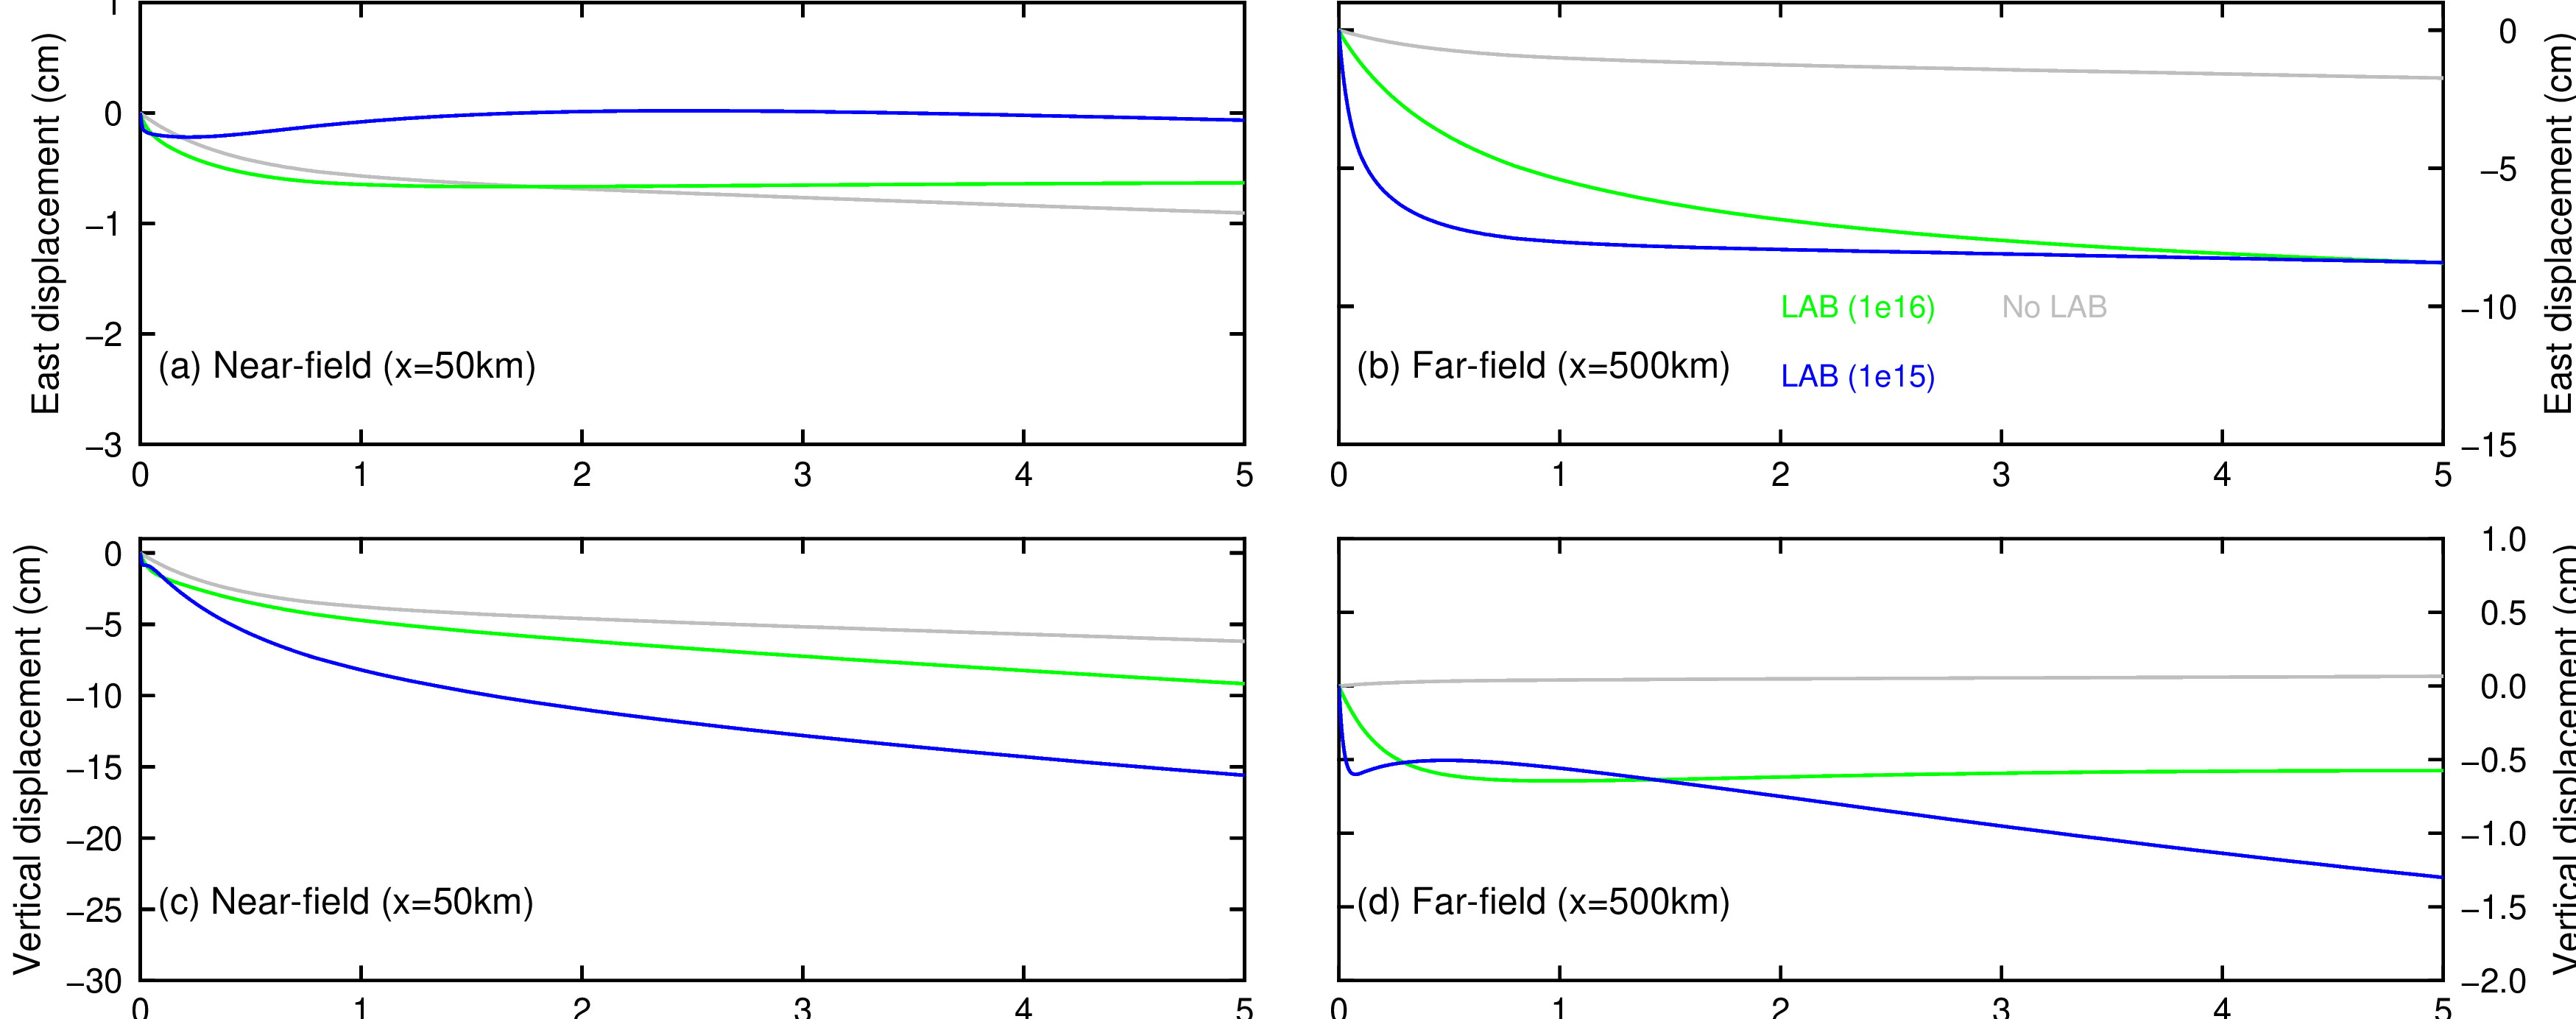 East displacement (cm)
1
0
−1
−2
−3
(a) Near-field (x=50km)
0 1 2 3 4 5
0
−5
−10
−15
East displacement (cm)
LAB (1e16) No LAB
LAB (1e15)
(b) Far-field (x=500km)
0 1 2 3 4 5
Vertical displacement (cm)
0
−5
−10
−15
−20
−25
−30
(c) Near-field (x=50km)
0 1 2 3 4 5
1.0
0.5
0.0
−0.5
−1.0
−1.5
−2.0
Vertical displacement (cm)
(d) Far-field (x=500km)
0 1 2 3 4 5